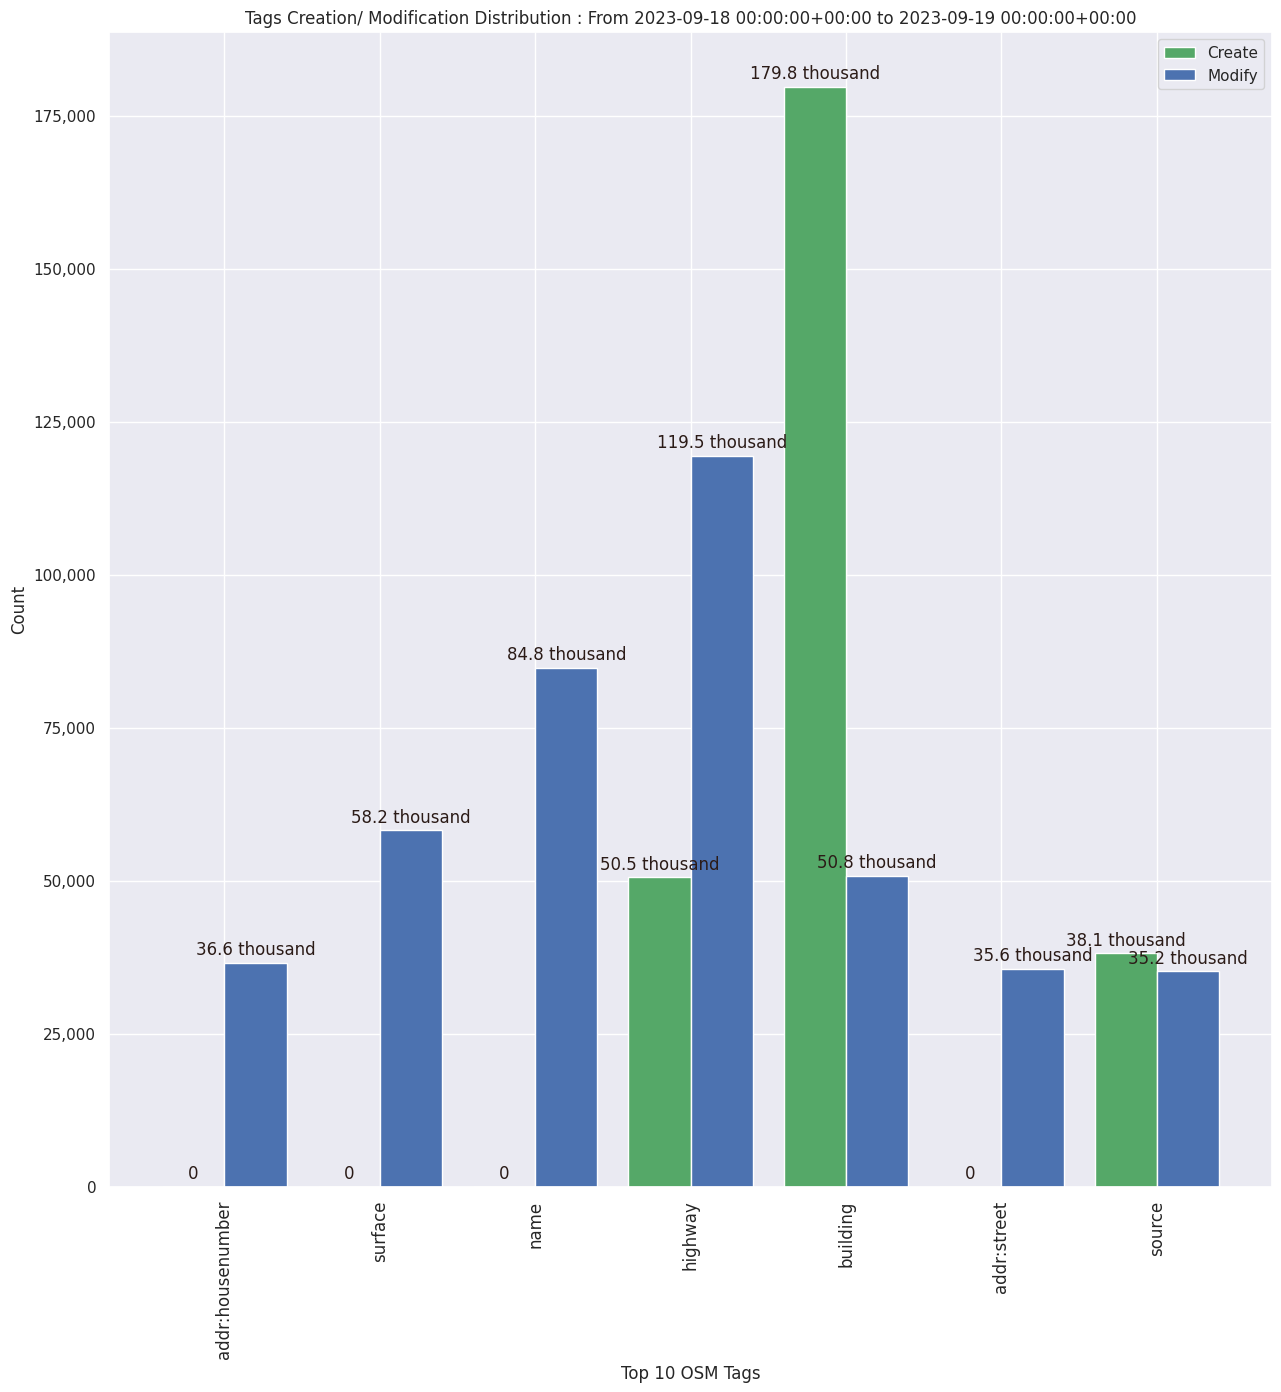 Tags Creation/ Modification Distribution : From 2023-09-18 00:00:00+00:00 to 2023-09-19 00:00:00+00:00
Create
Modify
Count
175,000
150,000
125,000
100,000
75,000
50,000
25,000
0
0
36.6 thousand
0
58.2 thousand
0
84.8 thousand
50.5 thousand
119.5 thousand
179.8 thousand
50.8 thousand
0
35.6 thousand
38.1 thousand
35.2 thousand
addr:housenumber
surface
name
highway
building
addr:street
source
Top 10 OSM Tags